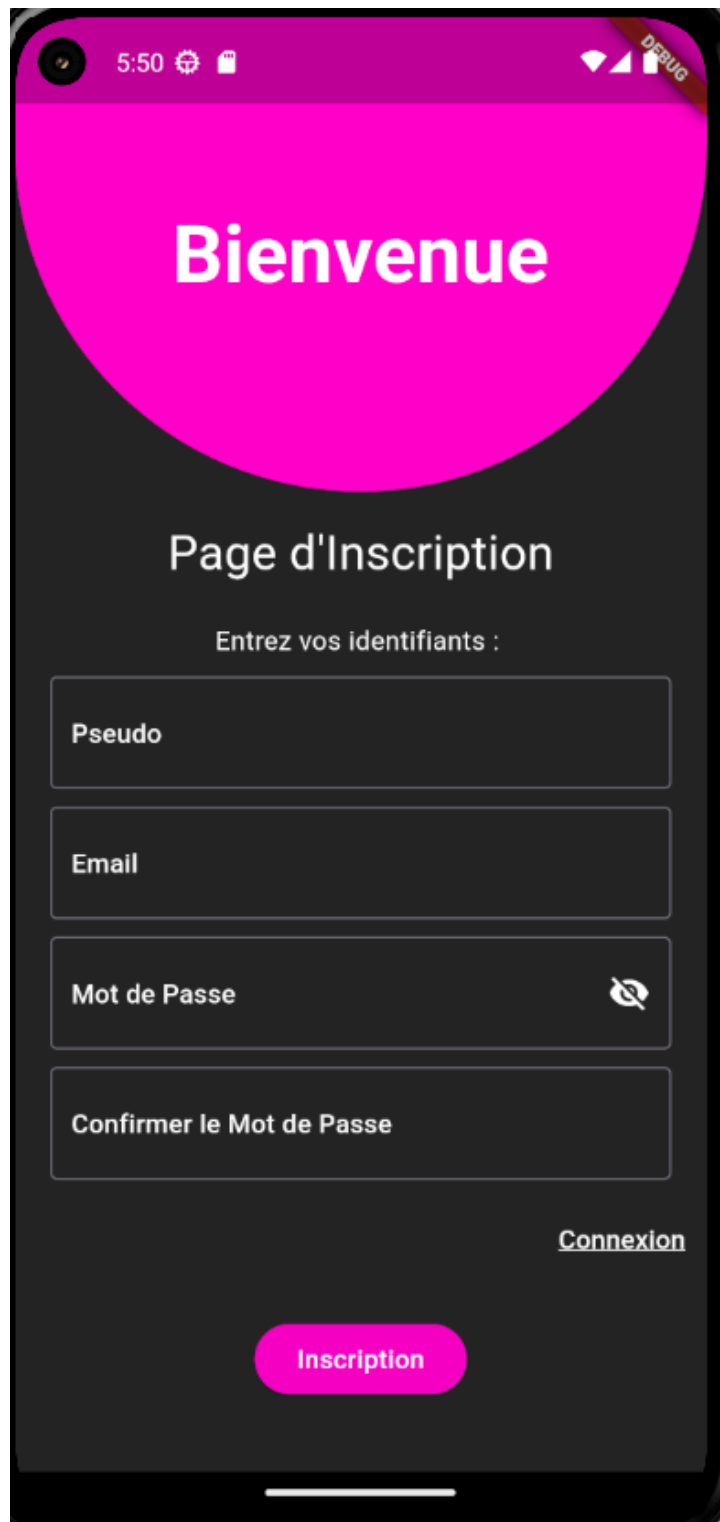 5:50
DEBUG
Bienvenue
Page d'Inscription
Entrez vos identifiants :
Pseudo
Email
Mot de Passe
Confirmer le Mot de Passe
Connexion
Inscription